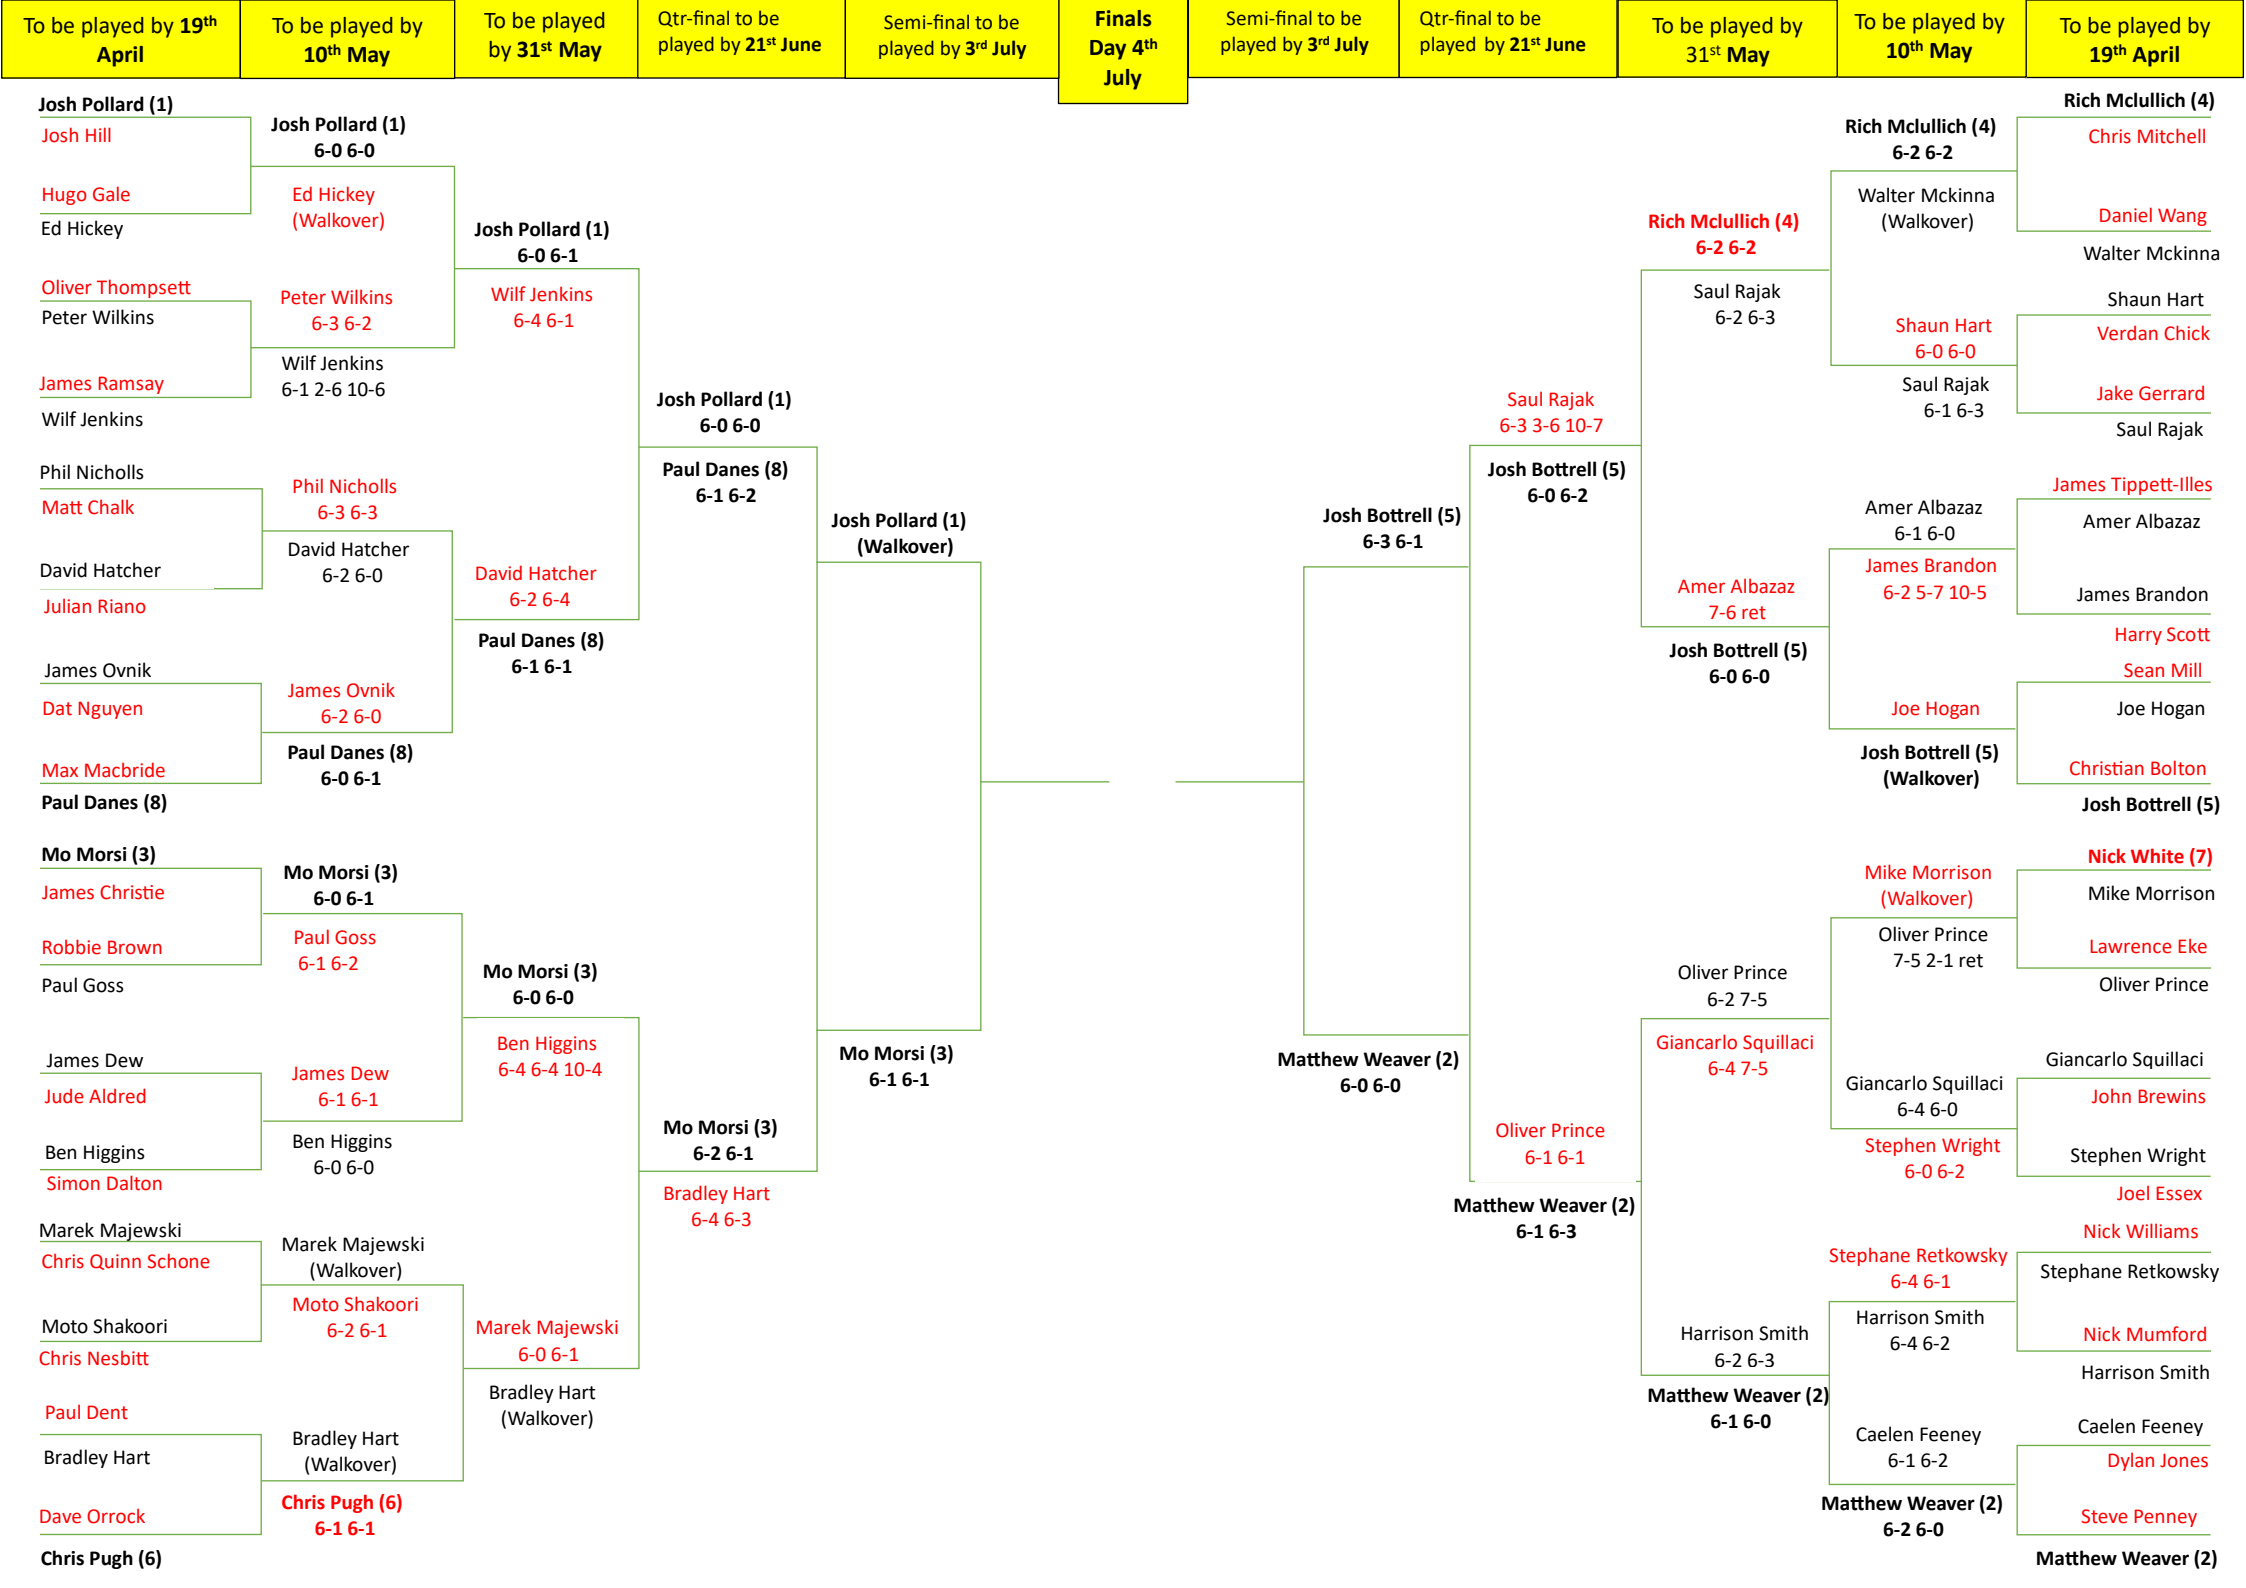 To be played by 19th
April
To be played by
10th May
To be played
by 31st May
Qtr-final to be
played by 21st June
Semi-final to be
played by 3rd July
Finals
Day 4th
July
Semi-final to be
played by 3rd July
Qtr-final to be
played by 21st June
To be played by
31st May
To be played by
10th May
To be played by
19th April
Josh Pollard (1)
Josh Hill
Hugo Gale
Ed Hickey
Oliver Thompsett
Peter Wilkins
James Ramsay
Wilf Jenkins
Phil Nicholls
Matt Chalk
David Hatcher
Julian Riano
James Ovnik
Dat Nguyen
Max Macbride
Paul Danes (8)
Mo Morsi (3)
James Christie
Robbie Brown
Paul Goss
James Dew
Jude Aldred
Ben Higgins
Simon Dalton
Marek Majewski
Chris Quinn Schone
Moto Shakoori
Chris Nesbitt
Paul Dent
Bradley Hart
Dave Orrock
Chris Pugh (6)
Josh Pollard (1)
6-0 6-0
Ed Hickey
(Walkover)
Peter Wilkins
6-3 6-2
Wilf Jenkins
6-1 2-6 10-6
Phil Nicholls
6-3 6-3
David Hatcher
6-2 6-0
James Ovnik
6-2 6-0
Paul Danes (8)
6-0 6-1
Mo Morsi (3)
6-0 6-1
Paul Goss
6-1 6-2
James Dew
6-1 6-1
Ben Higgins
6-0 6-0
Marek Majewski
(Walkover)
Moto Shakoori
6-2 6-1
Bradley Hart
(Walkover)
Chris Pugh (6)
6-1 6-1
Josh Pollard (1)
6-0 6-1
Wilf Jenkins
6-4 6-1
David Hatcher
6-2 6-4
Paul Danes (8)
6-1 6-1
Mo Morsi (3)
6-0 6-0
Ben Higgins
6-4 6-4 10-4
Marek Majewski
6-0 6-1
Bradley Hart
(Walkover)
Josh Pollard (1)
6-0 6-0
Paul Danes (8)
6-1 6-2
Mo Morsi (3)
6-2 6-1
Bradley Hart
6-4 6-3
Josh Pollard (1)
(Walkover)
Mo Morsi (3)
6-1 6-1
Josh Bottrell (5)
6-3 6-1
Matthew Weaver (2)
6-0 6-0
Saul Rajak
6-3 3-6 10-7
Josh Bottrell (5)
6-0 6-2
Oliver Prince
6-1 6-1
Matthew Weaver (2)
6-1 6-3
Rich Mclullich (4)
6-2 6-2
Saul Rajak
6-2 6-3
Amer Albazaz
7-6 ret
Josh Bottrell (5)
6-0 6-0
Oliver Prince
6-2 7-5
Giancarlo Squillaci
6-4 7-5
Harrison Smith
6-2 6-3
Matthew Weaver (2)
6-1 6-0
Rich Mclullich (4)
6-2 6-2
Walter Mckinna
(Walkover)
Shaun Hart
6-0 6-0
Saul Rajak
6-1 6-3
Amer Albazaz
6-1 6-0
James Brandon
6-2 5-7 10-5
Joe Hogan
Josh Bottrell (5)
(Walkover)
Mike Morrison
(Walkover)
Oliver Prince
7-5 2-1 ret
Giancarlo Squillaci
6-4 6-0
Stephen Wright
6-0 6-2
Stephane Retkowsky
6-4 6-1
Harrison Smith
6-4 6-2
Caelen Feeney
6-1 6-2
Matthew Weaver (2)
6-2 6-0
Rich Mclullich (4)
Chris Mitchell
Daniel Wang
Walter Mckinna
Shaun Hart
Verdan Chick
Jake Gerrard
Saul Rajak
James Tippett-Illes
Amer Albazaz
James Brandon
Harry Scott
Sean Mill
Joe Hogan
Christian Bolton
Josh Bottrell (5)
Nick White (7)
Mike Morrison
Lawrence Eke
Oliver Prince
Giancarlo Squillaci
John Brewins
Stephen Wright
Joel Essex
Nick Williams
Stephane Retkowsky
Nick Mumford
Harrison Smith
Caelen Feeney
Dylan Jones
Steve Penney
Matthew Weaver (2)